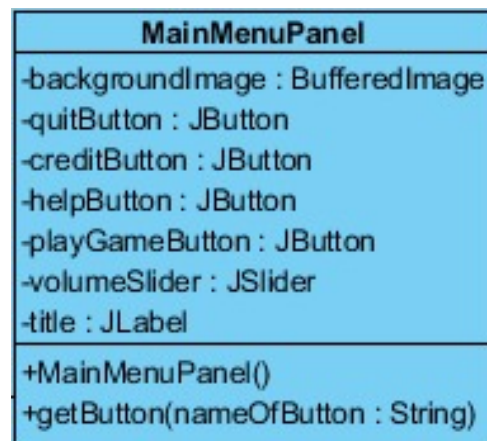 MainMenuPanel
-backgroundImage : BufferedImage
-quitButton : JButton
-creditButton : JButton
-helpButton : JButton
-playGameButton : JButton
-volumeSlider : JSlider
-title : JLabel
+MainMenuPanel()
+getButton(nameOfButton : String)